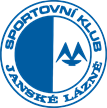 SPORTOVNÍ KLUB
JANSKÉ LÁZNĚ